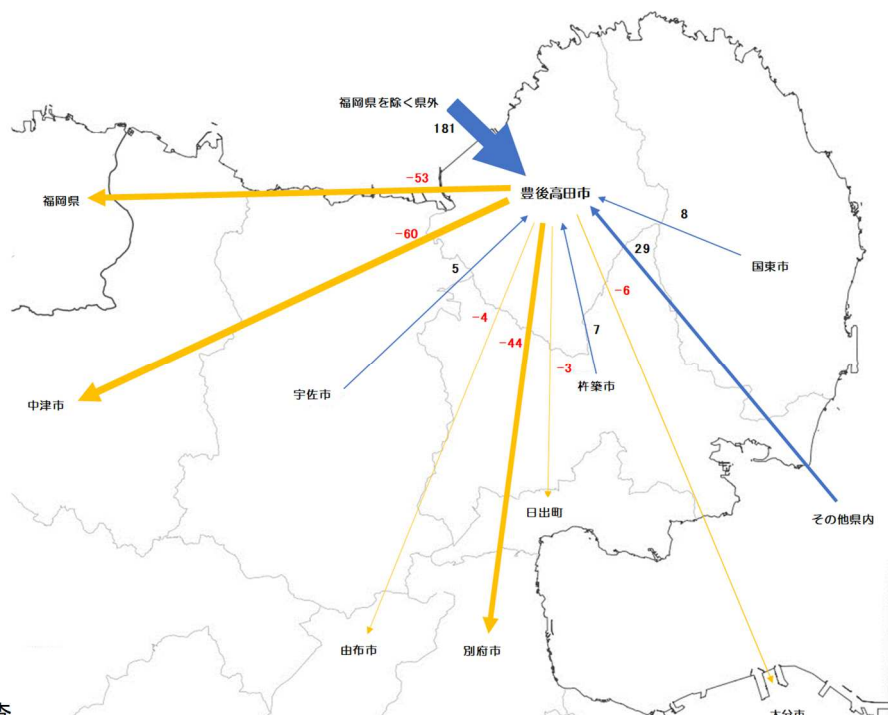 福岡県を除く県外
181
-53
豊後高田市
福岡県
8
-60
29
国東市
5
-6
-4
7
-44
-3
杵築市
宇佐市
中津市
日出町
その他県内
由布市
別府市